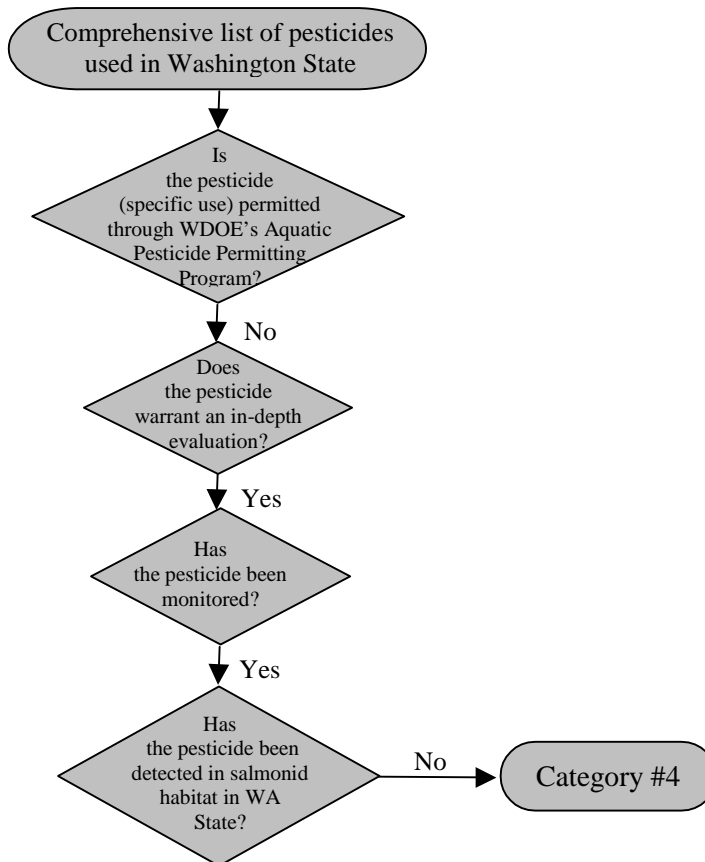 Comprehensive list of pesticides
used in Washington State
Is
the pesticide
(specific use) permitted
through WDOE's Aquatic
Pesticide Permitting
Program?
No
Does
the pesticide
warrant an in-depth
evaluation?
Yes
Has
the pesticide been
monitored?
Yes
Has
the pesticide been
detected in salmonid
habitat in WA
State?
No
Category #4